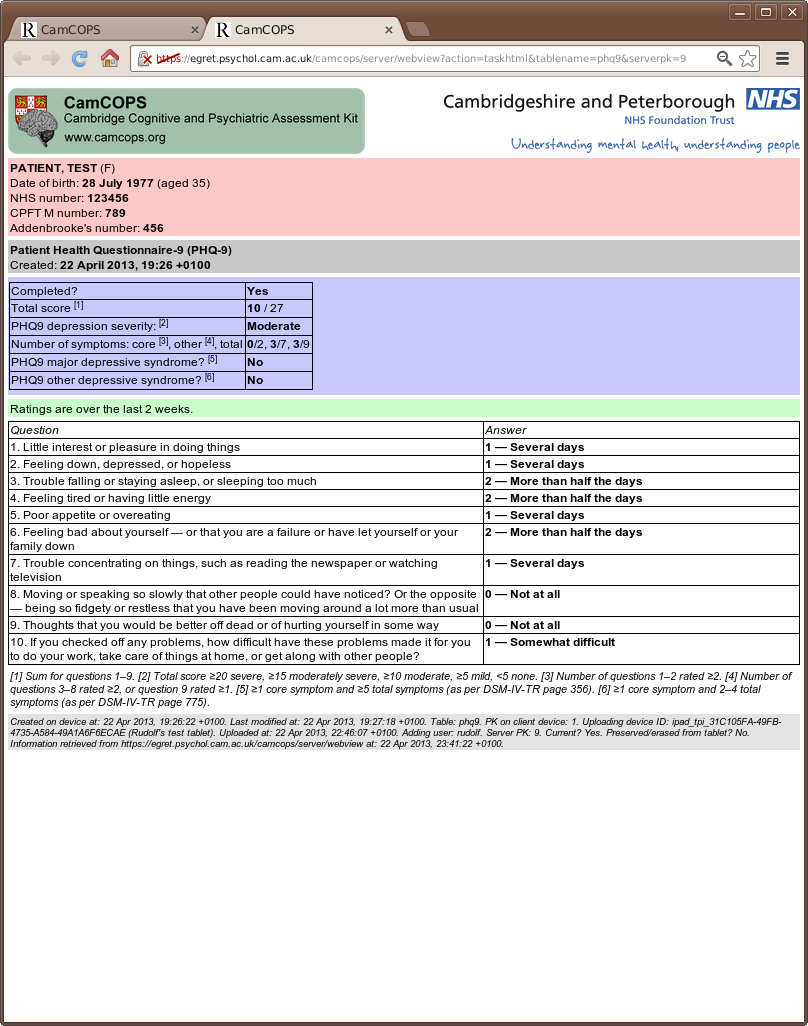 CamCOPS
CamCOPS
https://egret.psychol.cam.ac.uk/camcops/server/webview?action=taskhtml&tablename=phq9&serverpk=9
CamCOPS
Cambridge Cognitive and Psychiatric Assessment Kit
www.camcops.org
Cambridgeshire and Peterborough NHS
NHS Foundation Trust
Understanding mental health, understanding people
PATIENT, TEST (F)
Date of birth: 28 July 1977 (aged 35)
NHS number: 123456
CPFT M number: 789
Addenbrooke's number: 456
Patient Health Questionnaire-9 (PHQ-9)
Created: 22 April 2013, 19:26 +0100
Completed? Yes
Total score [1] 10 / 27
PHQ9 depression severity: [2] Moderate
Number of symptoms: core [3], other [4], total 0/2, 3/7, 3/9
PHQ9 major depressive syndrome? [5] No
PHQ9 other depressive syndrome? [6] No
Ratings are over the last 2 weeks.
Question Answer
1. Little interest or pleasure in doing things 1 — Several days
2. Feeling down, depressed, or hopeless 1 — Several days
3. Trouble falling or staying asleep, or sleeping too much 2 — More than half the days
4. Feeling tired or having little energy 2 — More than half the days
5. Poor appetite or overeating 1 — Several days
6. Feeling bad about yourself — or that you are a failure or have let yourself or your 2 — More than half the days
family down
7. Trouble concentrating on things, such as reading the newspaper or watching 1 — Several days
television
8. Moving or speaking so slowly that other people could have noticed? Or the opposite 0 — Not at all
— being so fidgety or restless that you have been moving around a lot more than usual
9. Thoughts that you would be better off dead or of hurting yourself in some way 0 — Not at all
10. If you checked off any problems, how difficult have these problems made it for you 1 — Somewhat difficult
to do your work, take care of things at home, or get along with other people?
[1] Sum for questions 1–9. [2] Total score ≥20 severe, ≥15 moderately severe, ≥10 moderate, ≥5 mild, <5 none. [3] Number of questions 1–2 rated ≥2. [4] Number of
questions 3–8 rated ≥2, or question 9 rated ≥1. [5] ≥1 core symptom and ≥5 total symptoms (as per DSM-IV-TR page 356). [6] ≥1 core symptom and 2–4 total
symptoms (as per DSM-IV-TR page 775).
Created on device at: 22 Apr 2013, 19:26:22 +0100. Last modified at: 22 Apr 2013, 19:27:18 +0100. Table: phq9. PK on client device: 1. Uploading device ID: ipad_tpi_31C105FA-49FB-
4735-A584-49A1A6F6ECAE (Rudolf's test tablet). Uploaded at: 22 Apr 2013, 22:46:07 +0100. Adding user: rudolf. Server PK: 9. Current? Yes. Preserved/erased from tablet? No.
Information retrieved from https://egret.psychol.cam.ac.uk/camcops/server/webview at: 22 Apr 2013, 23:41:22 +0100.